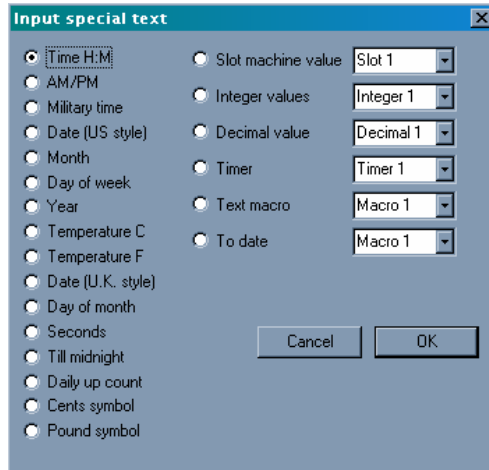 Input special text
Time H:M
AM/PM
Military time
Date (US style)
Month
Day of week
Year
Temperature C
Temperature F
Date (U.K. style)
Day of month
Seconds
Till midnight
Daily up count
Cents symbol
Pound symbol
Slot machine value Slot 1
Integer values Integer 1
Decimal value Decimal 1
Timer Timer 1
Text macro Macro 1
To date Macro 1
Cancel OK